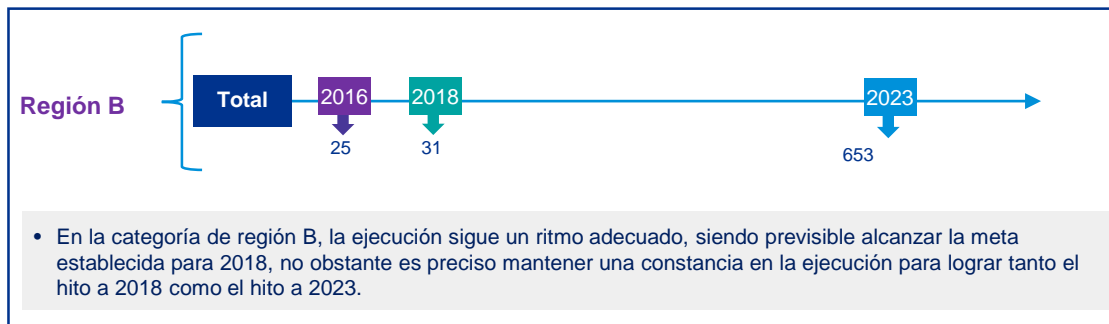 Región B
Total
2016
2018
2023
25
31
653
• En la categoría de región B, la ejecución sigue un ritmo adecuado, siendo previsible alcanzar la meta
establecida para 2018, no obstante es preciso mantener una constancia en la ejecución para lograr tanto el
hito a 2018 como el hito a 2023.